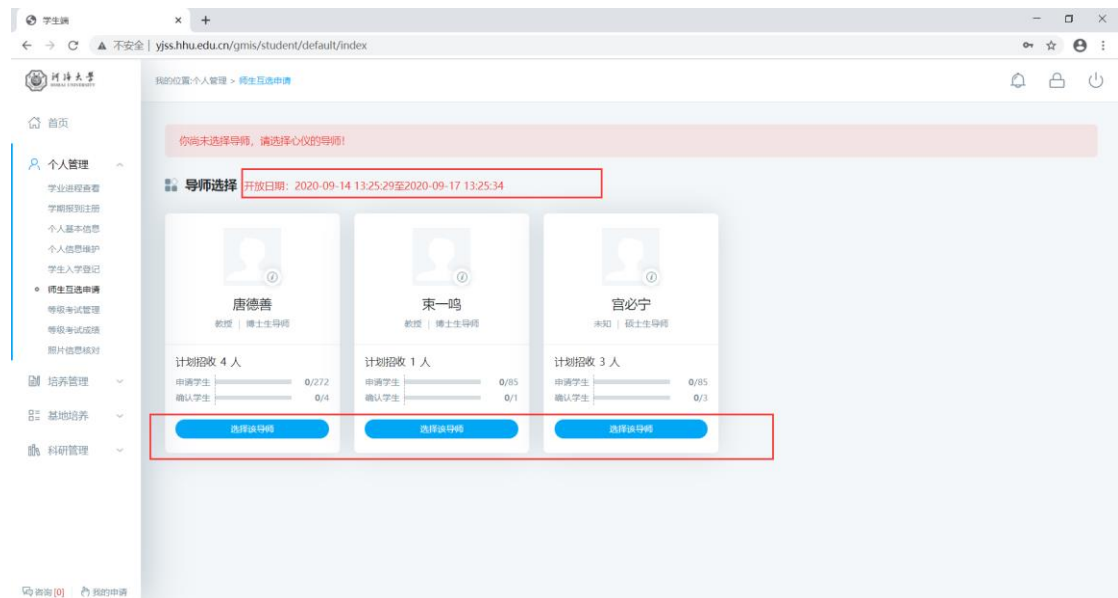 学生端
不安全 | yjss.hhu.edu.cn/gmis/student/default/index
河海大学
HOHAI UNIVERSITY
我的位置:个人管理 > 师生互选申请
首页
个人管理
学业进程查看
学期报到注册
个人基本信息
个人信息维护
学生入学登记
师生互选申请
等级考试管理
等级考试成绩
照片信息核对
培养管理
基地培养
科研管理
咨询 [0] 我的申请
你尚未选择导师，请选择心仪的导师!
导师选择 开放日期：2020-09-14 13:25:29至2020-09-17 13:25:34
唐德善
教授 | 博士生导师
计划招收 4 人
申请学生 0/272
确认学生 0/4
选择该导师
束一鸣
教授 | 博士生导师
计划招收 1 人
申请学生 0/85
确认学生 0/1
选择该导师
宫必宁
未知 | 硕士生导师
计划招收 3 人
申请学生 0/85
确认学生 0/3
选择该导师